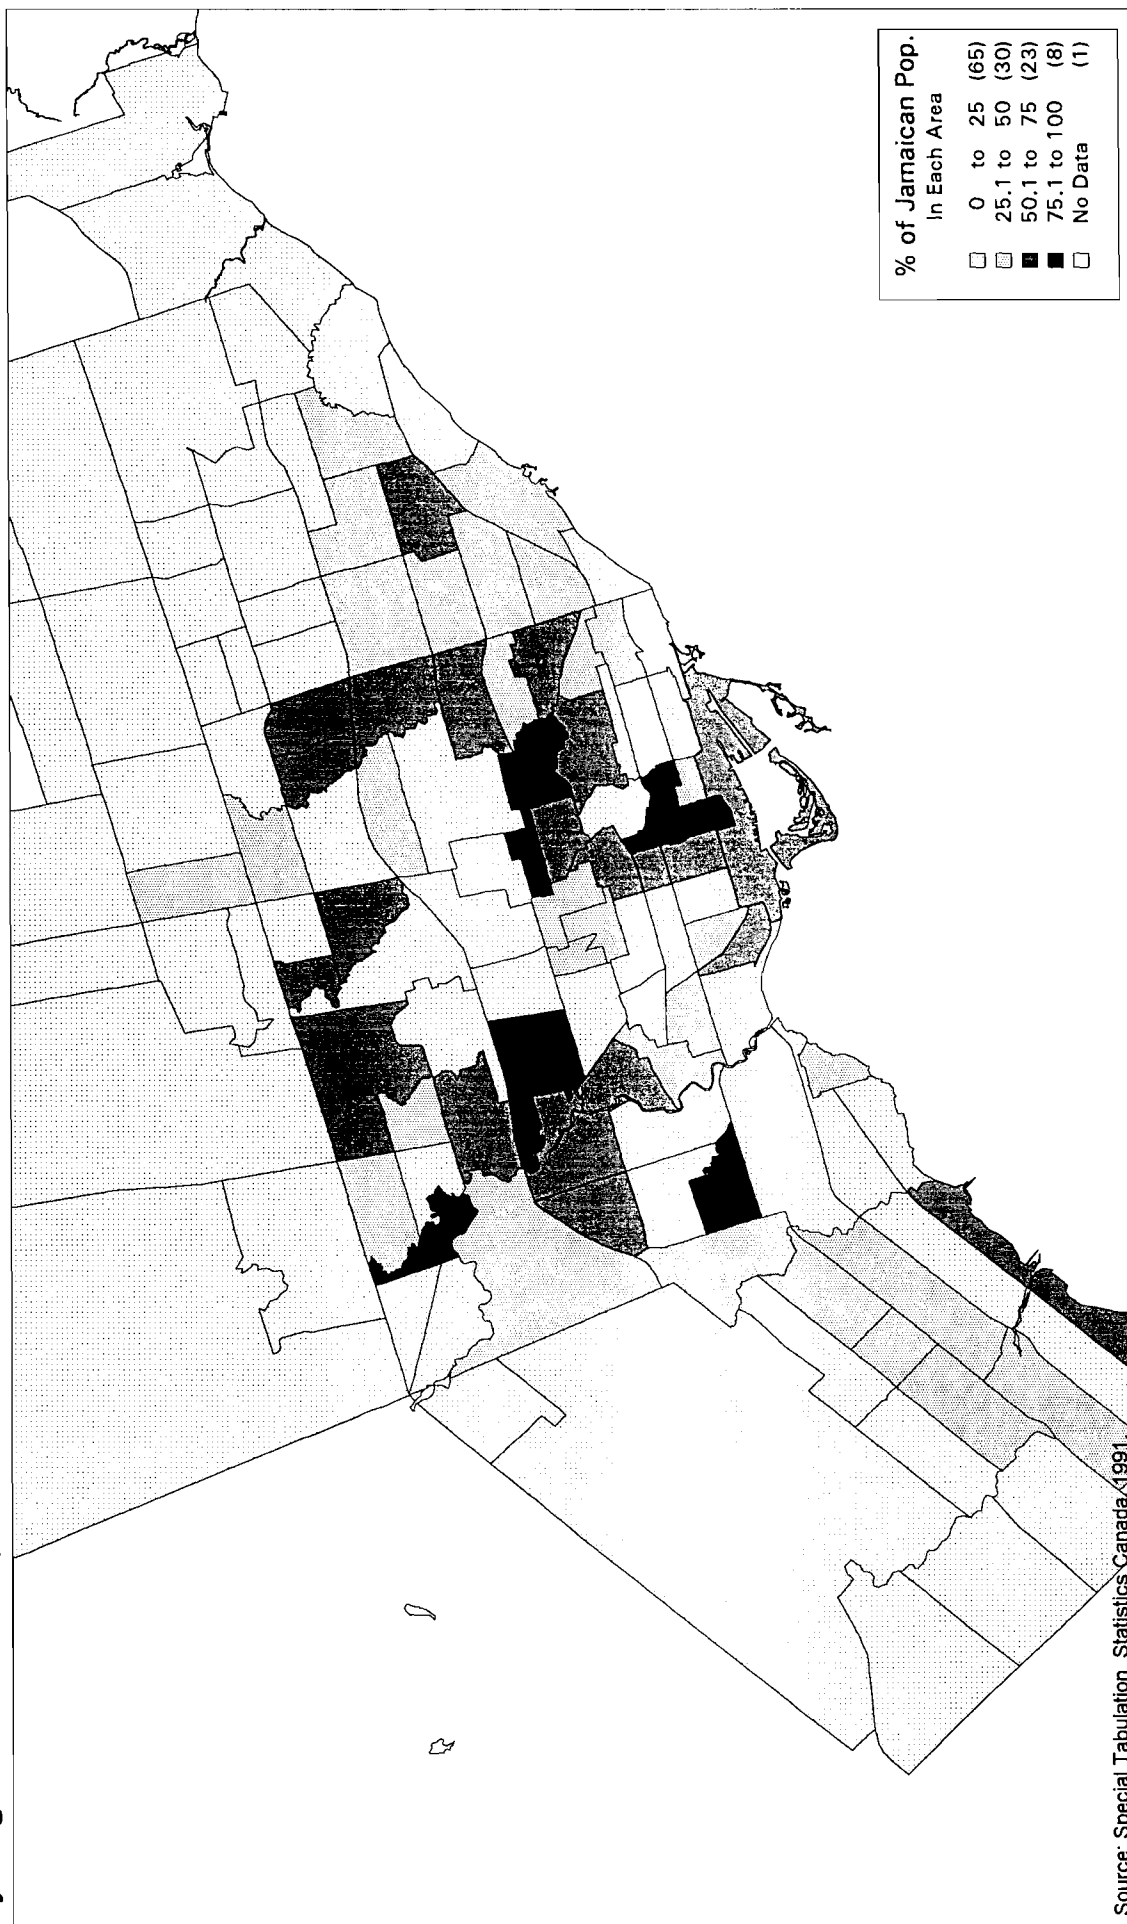 % of Jamaican Pop.
In Each Area
0 to 25 (65)
25.1 to 50 (30)
50.1 to 75 (23)
75.1 to 100 (8)
No Data (1)
Source: Special Tabulation, Statistics Canada, 1991.